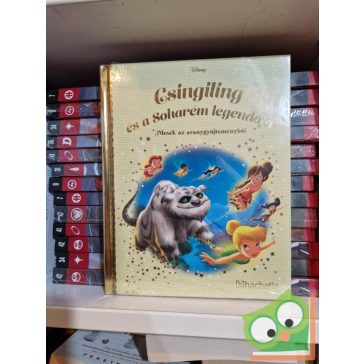 Disney
Csingiling
és a Soharém legendája
Mesék az aranygyűjteményből
hachette